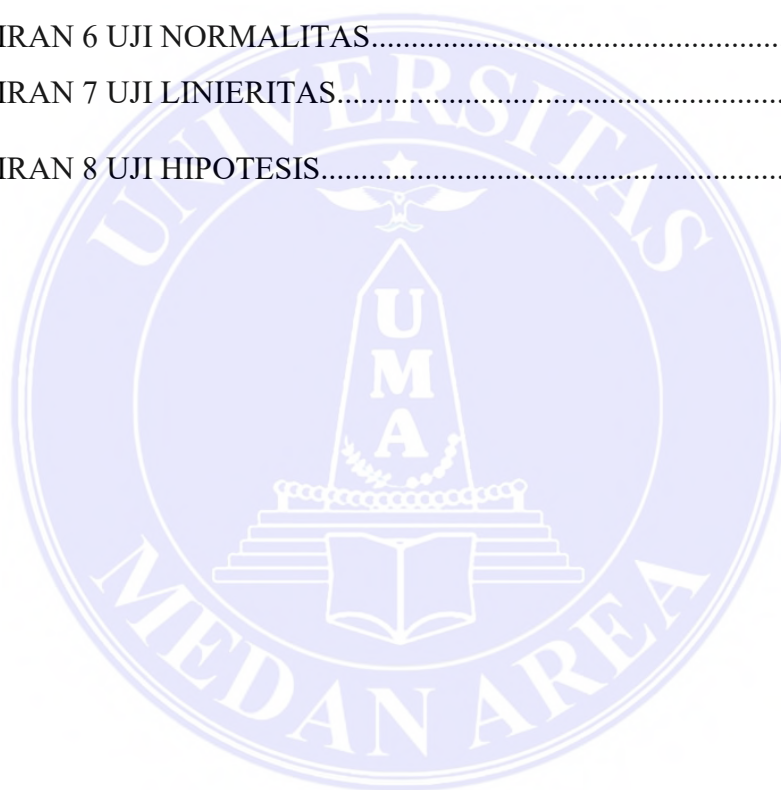 IRAN 6 UJI NORMALITAS..........................................................
IRAN 7 UJI LINIERITAS..............................................................
IRAN 8 UJI HIPOTESIS................................................................
UNIVERSITAS
U
M
A
MEDAN AREA